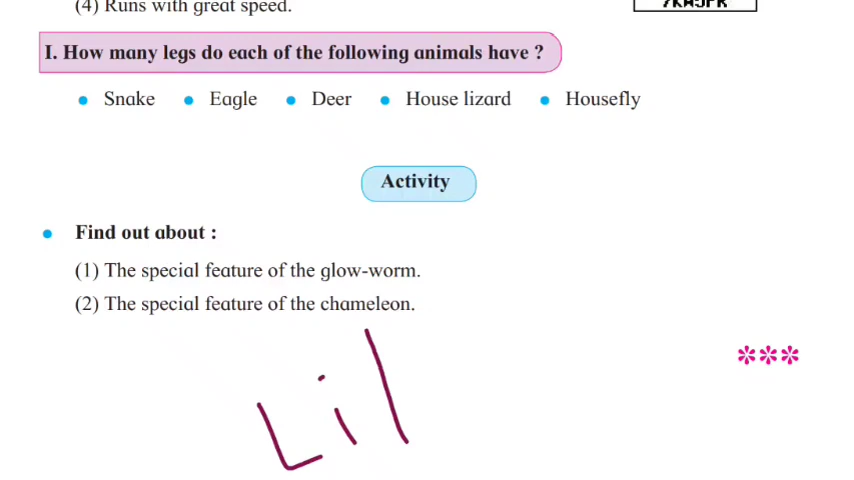 (4) Runs with great speed.
I. How many legs do each of the following animals have ?
• Snake • Eagle • Deer • House lizard • Housefly
Activity
• Find out about :
(1) The special feature of the glow-worm.
(2) The special feature of the chameleon.
***
Lil